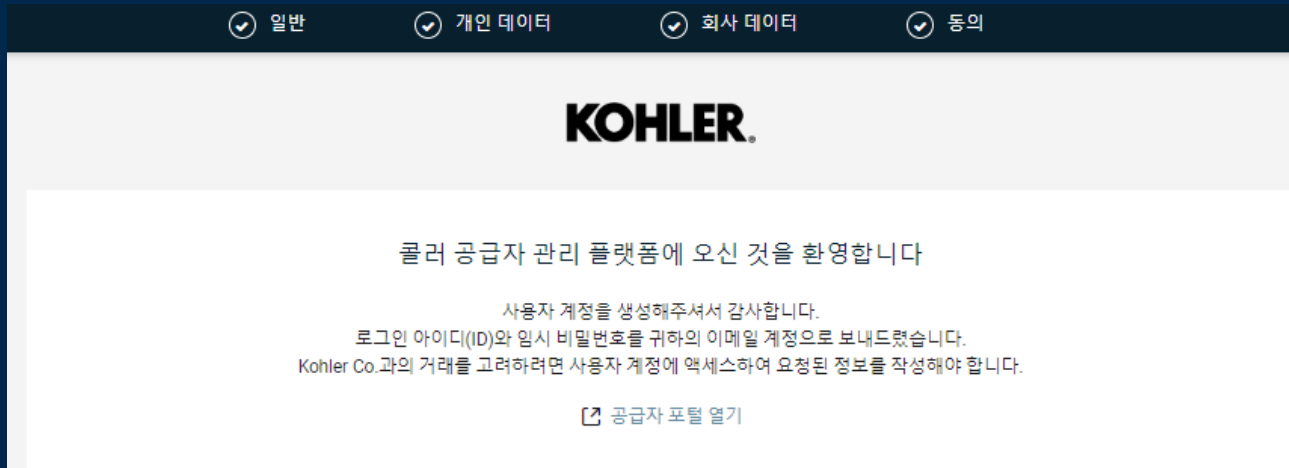 일반 개인 데이터 회사 데이터 동의
KOHLER®
콜러 공급자 관리 플랫폼에 오신 것을 환영합니다
사용자 계정을 생성해주셔서 감사합니다.
로그인 아이디(ID)와 임시 비밀번호를 귀하의 이메일 계정으로 보내드렸습니다.
Kohler Co.과의 거래를 고려하려면 사용자 계정에 액세스하여 요청된 정보를 작성해야 합니다.
공급자 포털 열기